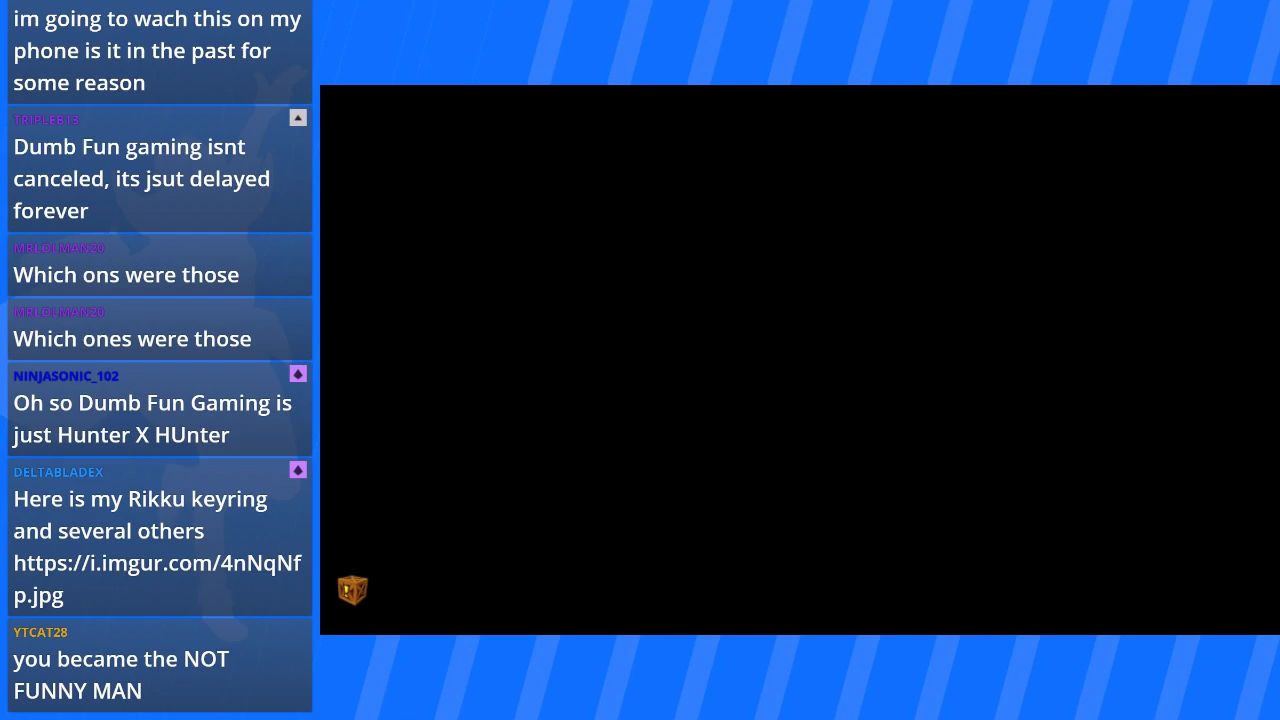 im going to wach this on my
phone is it in the past for
some reason
TRIPLEB13
Dumb Fun gaming isnt
canceled, its jsut delayed
forever
MRLOLMAN20
Which ons were those
MRLOLMAN20
Which ones were those
NINJASONIC_102
Oh so Dumb Fun Gaming is
just Hunter X HUnter
DELTABLADEX
Here is my Rikku keyring
and several others
https://i.imgur.com/4nNqNf
p.jpg
YTCAT28
you became the NOT
FUNNY MAN